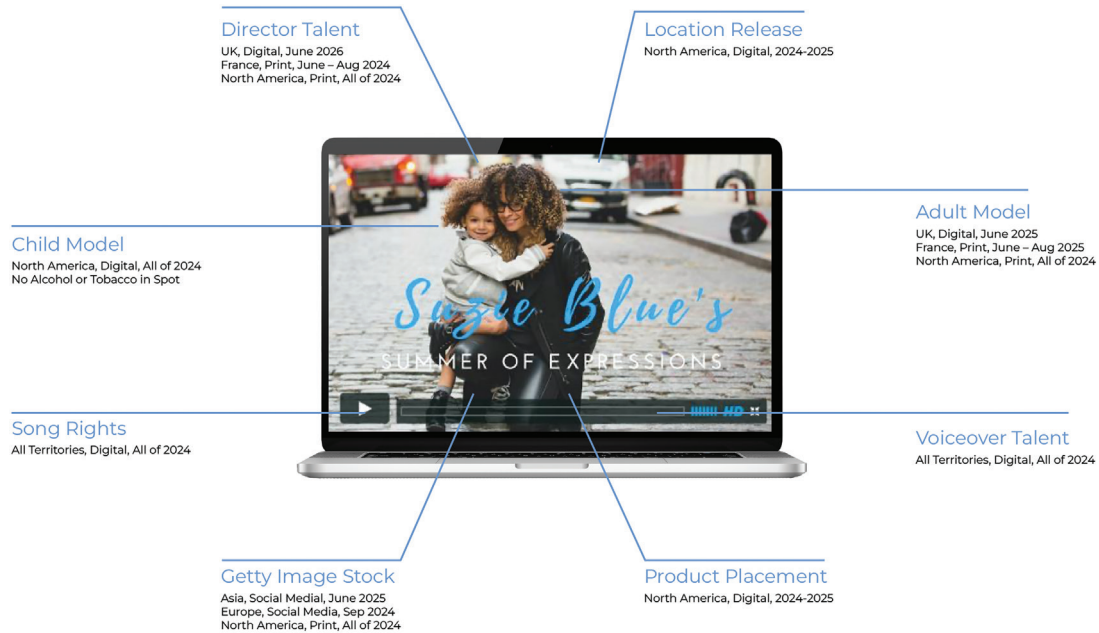 Director Talent
UK, Digital, June 2026
France, Print, June – Aug 2024
North America, Print, All of 2024
Location Release
North America, Digital, 2024-2025
Child Model
North America, Digital, All of 2024
No Alcohol or Tobacco in Spot
Adult Model
UK, Digital, June 2025
France, Print, June – Aug 2025
North America, Print, All of 2024
Suzie Blue's
SUMMER OF EXPRESSIONS
HD
Song Rights
All Territories, Digital, All of 2024
Voiceover Talent
All Territories, Digital, All of 2024
Getty Image Stock
Asia, Social Medial, June 2025
Europe, Social Media, Sep 2024
North America, Print, All of 2024
Product Placement
North America, Digital, 2024-2025